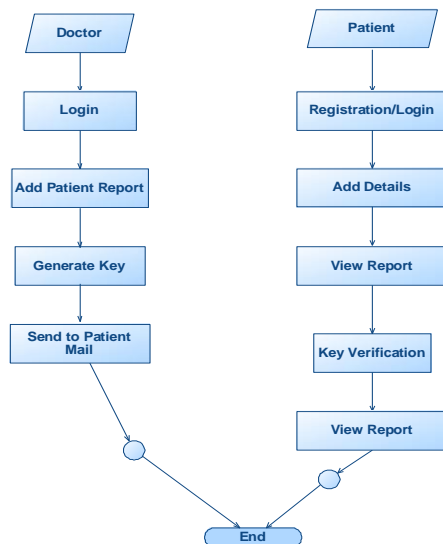 Doctor
Login
Add Patient Report
Generate Key
Send to Patient
Mail
Patient
Registration/Login
Add Details
View Report
Key Verification
View Report
End